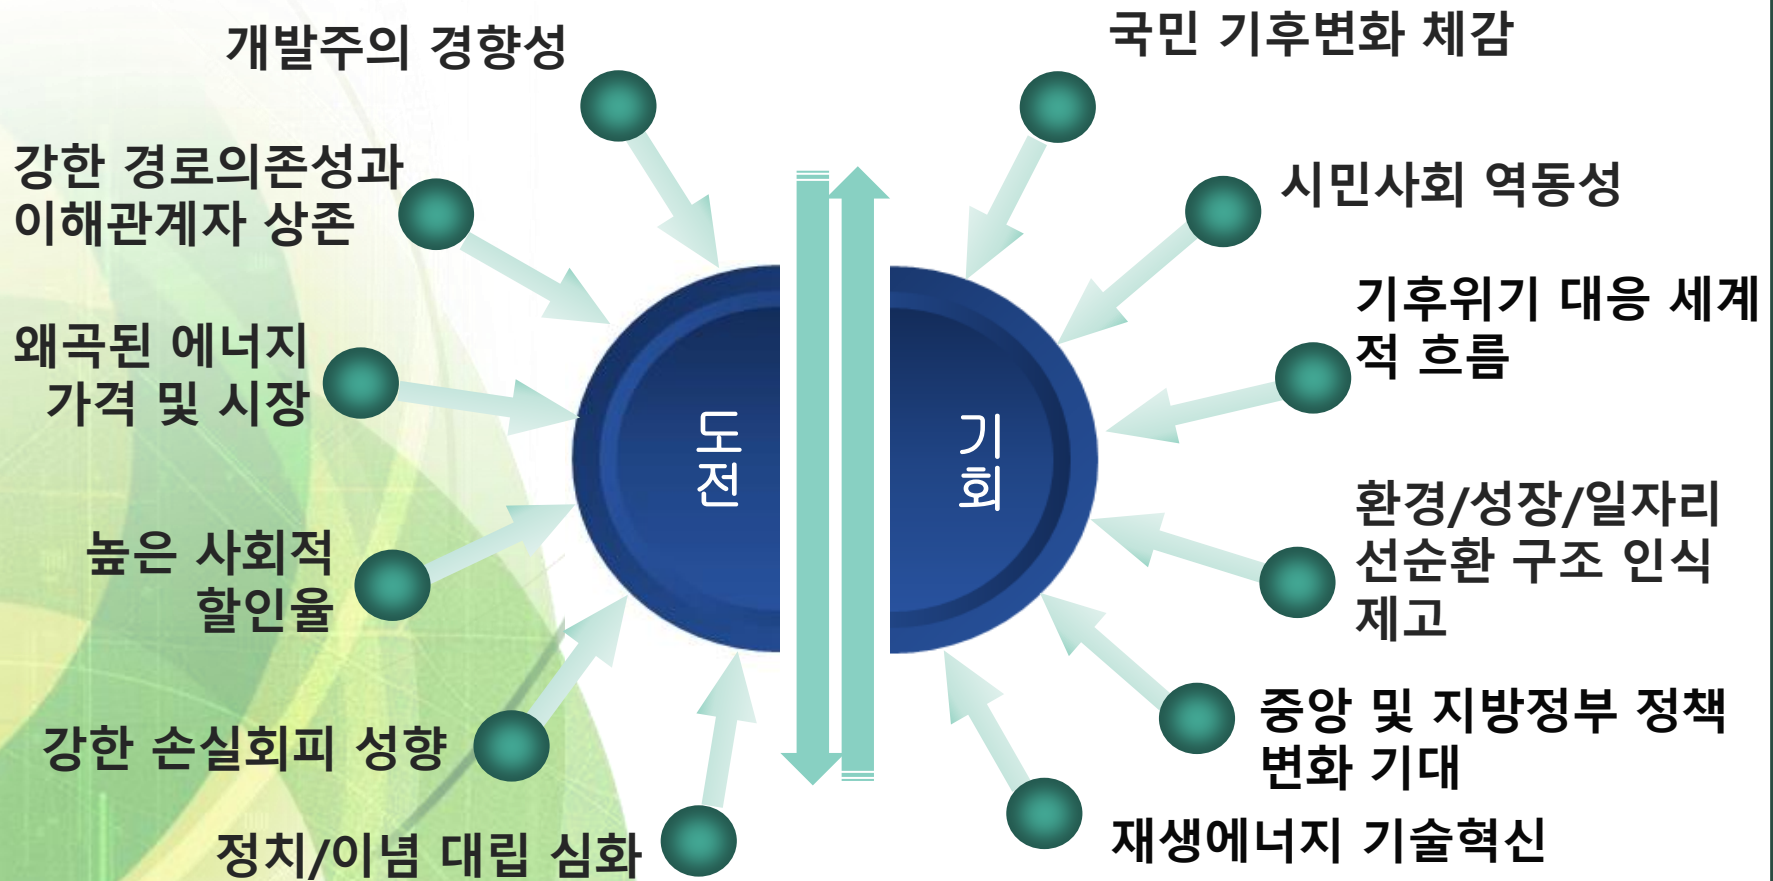 개발주의 경향성
강한 경로의존성과
이해관계자 상존
왜곡된 에너지
가격 및 시장
높은 사회적
할인율
강한 손실회피 성향
정치/이념 대립 심화
도
전
기
회
국민 기후변화 체감
시민사회 역동성
기후위기 대응 세계
적 흐름
환경/성장/일자리
선순환 구조 인식
제고
중앙 및 지방정부 정책
변화 기대
재생에너지 기술혁신